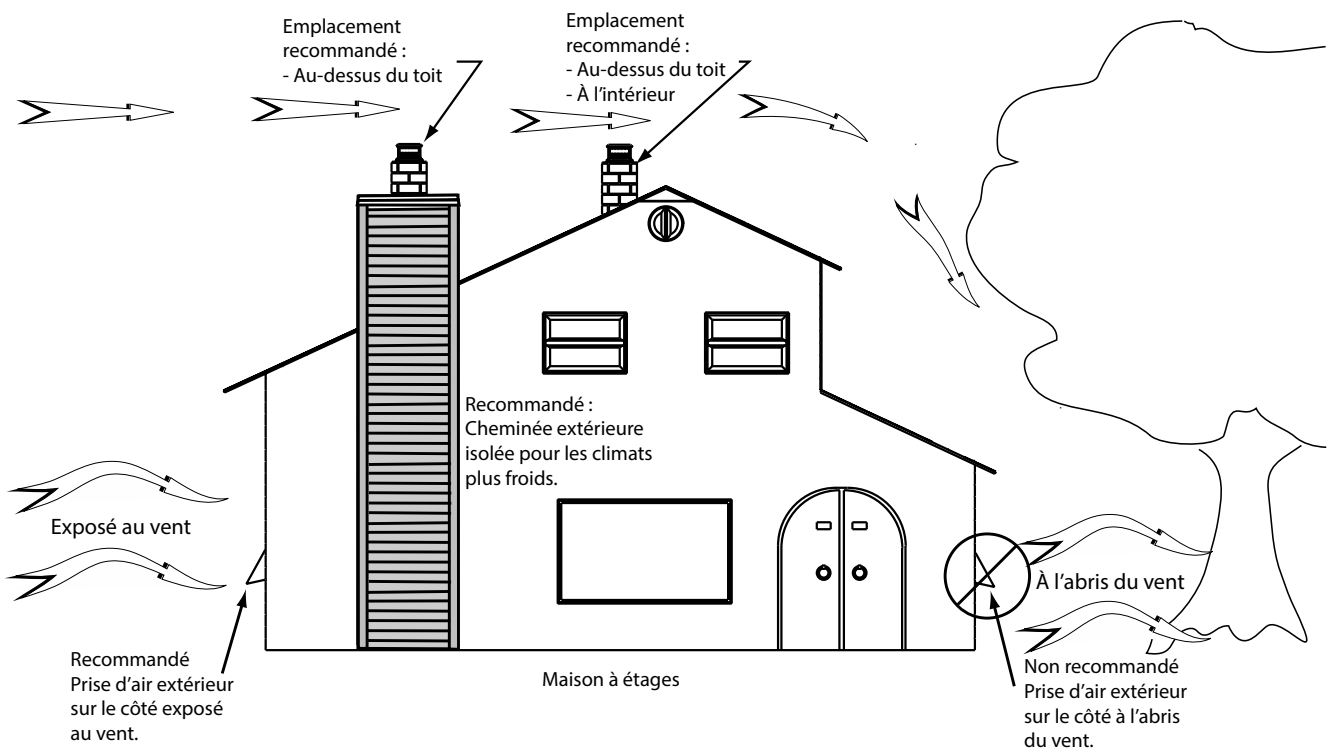 Emplacement
recommandé :
- Au-dessus du toit
Emplacement
recommandé :
- Au-dessus du toit
- À l'intérieur
Recommandé :
Cheminée extérieure
isolée pour les climats
plus froids.
Exposé au vent
À l'abris du vent
Recommandé
Prise d'air extérieur
sur le côté exposé
au vent.
Maison à étages
Non recommandé
Prise d'air extérieur
sur le côté à l'abris
du vent.